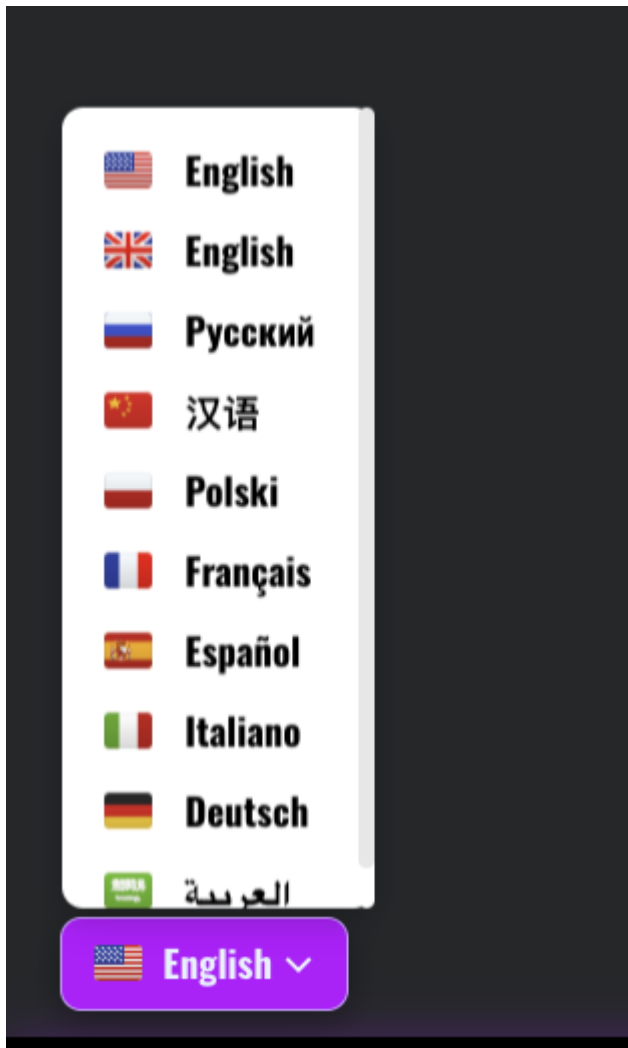 English
English
Русский
汉语
Polski
Français
Español
Italiano
Deutsch
العربية
English